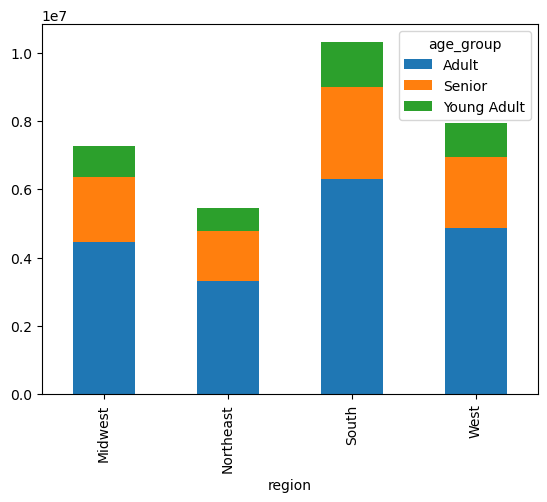 1e7
1.0
0.8
0.6
0.4
0.2
0.0
age_group
Adult
Senior
Young Adult
Midwest
Northeast
South
West
region